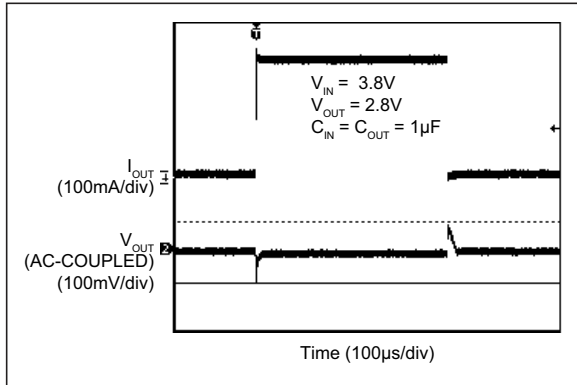 T
V_IN = 3.8V
V_OUT = 2.8V
C_IN = C_OUT = 1µF
I_OUT
(100mA/div)
V_OUT
2
(AC-COUPLED)
(100mV/div)
Time (100µs/div)